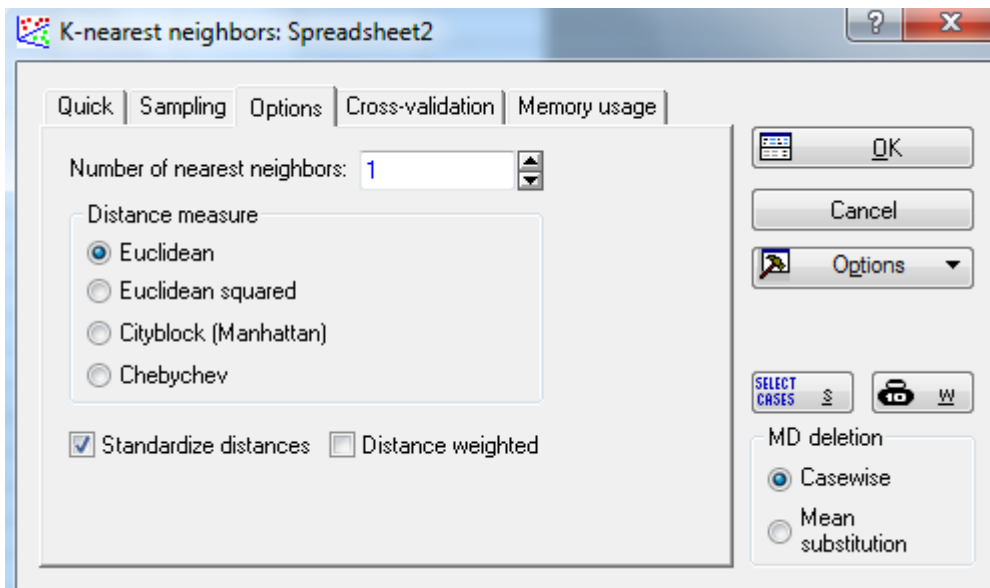 K-nearest neighbors: Spreadsheet2
?
X
Quick
Sampling
Options
Cross-validation
Memory usage
Number of nearest neighbors: 1
Distance measure
Euclidean
Euclidean squared
Cityblock (Manhattan)
Chebychev
Standardize distances
Distance weighted
OK
Cancel
Options
SELECT
CASES
S
W
MD deletion
Casewise
Mean
substitution